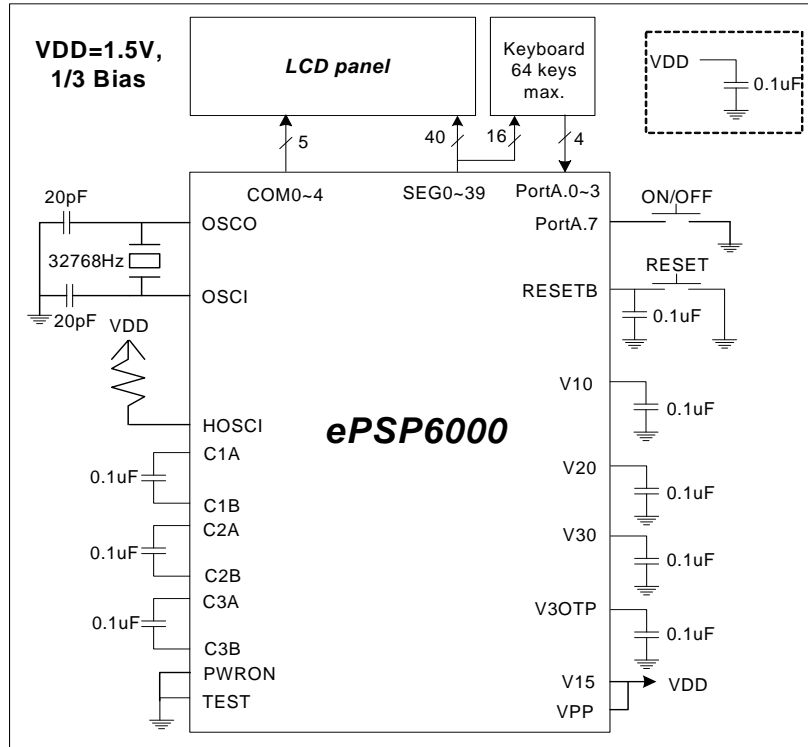 VDD=1.5V,
1/3 Bias
LCD panel
Keyboard
64 keys
max.
VDD
0.1uF
5
40
16
4
COM0~4
SEG0~39
PortA.0~3
20pF
OSCO
PortA.7
ON/OFF
32768Hz
OSCI
RESETB
RESET
20pF
0.1uF
VDD
HOSCI
ePSP6000
V10
0.1uF
C1A
0.1uF
C1B
V20
0.1uF
C2A
0.1uF
C2B
V30
0.1uF
C3A
0.1uF
C3B
V3OTP
0.1uF
PWRON
TEST
V15
VDD
VPP